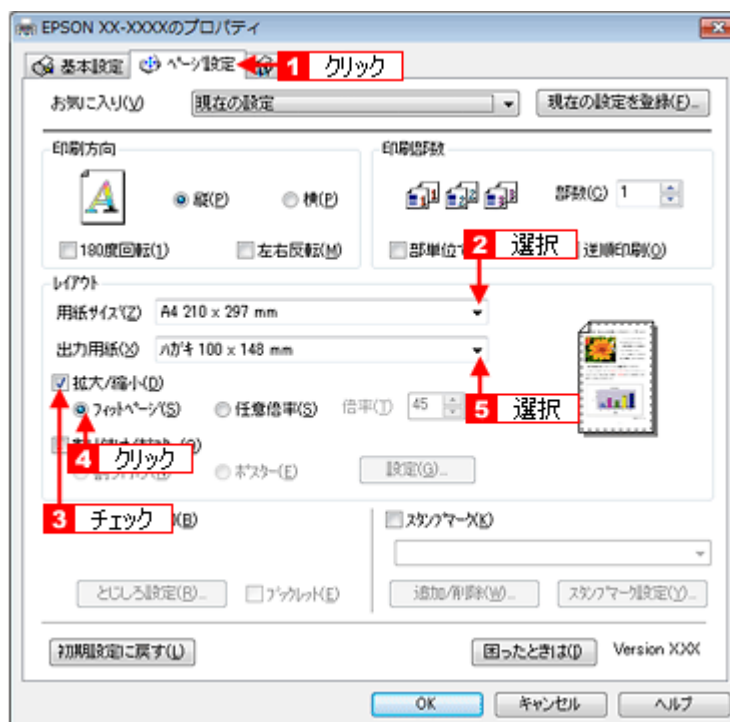 EPSON XX-XXXXのプロパティ
基本設定 ページ設定 1 クリック
お気に入り(V) 現在の設定 現在の設定を登録(F)...
印刷方向 印刷部数
縦(P) 横(P) 部数(C) 1
180度回転(1) 左右反転(M) 部単位で 2 選択 逆順印刷(O)
レイアウト
用紙サイズ(Z) A4 210 x 297 mm
出力用紙(X) ハガキ 100 x 148 mm
拡大/縮小(D)
フィットページ(S) 任意倍率(S) 倍率(T) 45 5 選択
4 クリック
ポスター(E) 設定(G)...
3 チェック (B) スタンプマーク(K)
とじしろ設定(R)... ブックレット(E) 追加/削除(W)... スタンプマーク設定(Y)...
初期設定に戻す(L) 困ったときは(I) Version X.XX
OK キャンセル ヘルプ